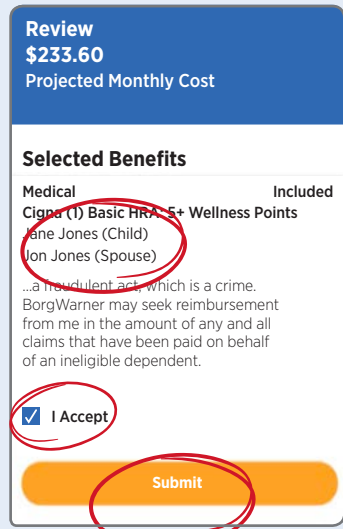 Review
$233.60
Projected Monthly Cost
Selected Benefits
Medical Included
Cigna (1) Basic HRA: 5+ Wellness Points
Jane Jones (Child)
Jon Jones (Spouse)
...a fraudulent act, which is a crime.
BorgWarner may seek reimbursement
from me in the amount of any and all
claims that have been paid on behalf
of an ineligible dependent.
I Accept
Submit